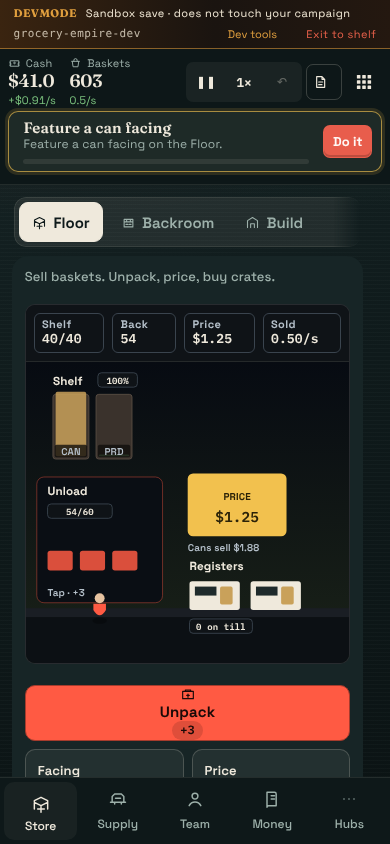 DEVMODE Sandbox save · does not touch your campaign
grocery-empire-dev Dev tools Exit to shelf
Cash Baskets
$41.0 603 1×
+$0.91/s 0.5/s
Feature a can facing
Feature a can facing on the Floor.
Do it
Floor Backroom Build
Sell baskets. Unpack, price, buy crates.
Shelf Back Price Sold
40/40 54 $1.25 0.50/s
Shelf 100%
CAN PRD
Unload
54/60
Tap · +3
PRICE
$1.25
Cans sell $1.88
Registers
0 on till
Unpack
+3
Facing Price
Store Supply Team Money Hubs